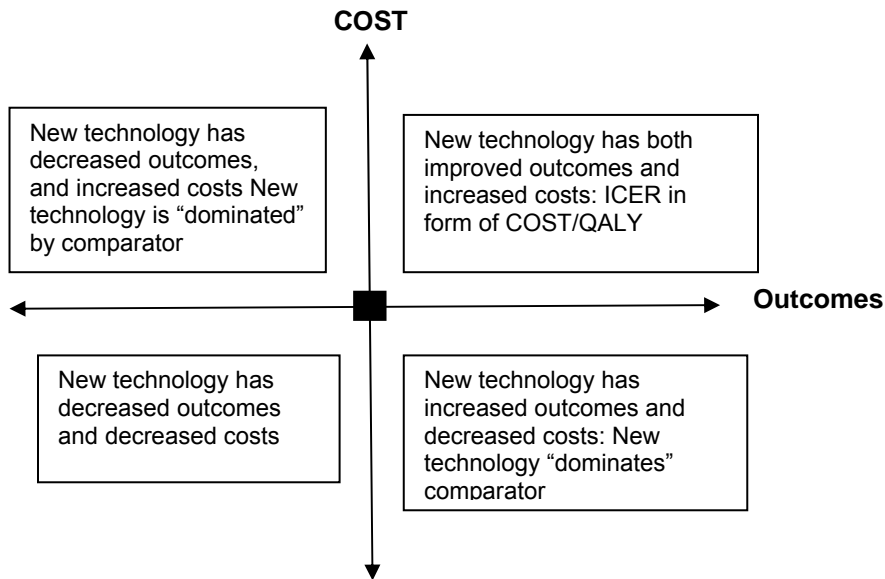 COST
New technology has
decreased outcomes,
and increased costs New
technology is “dominated”
by comparator
New technology has both
improved outcomes and
increased costs: ICER in
form of COST/QALY
Outcomes
New technology has
decreased outcomes
and decreased costs
New technology has
increased outcomes and
decreased costs: New
technology “dominates”
comparator